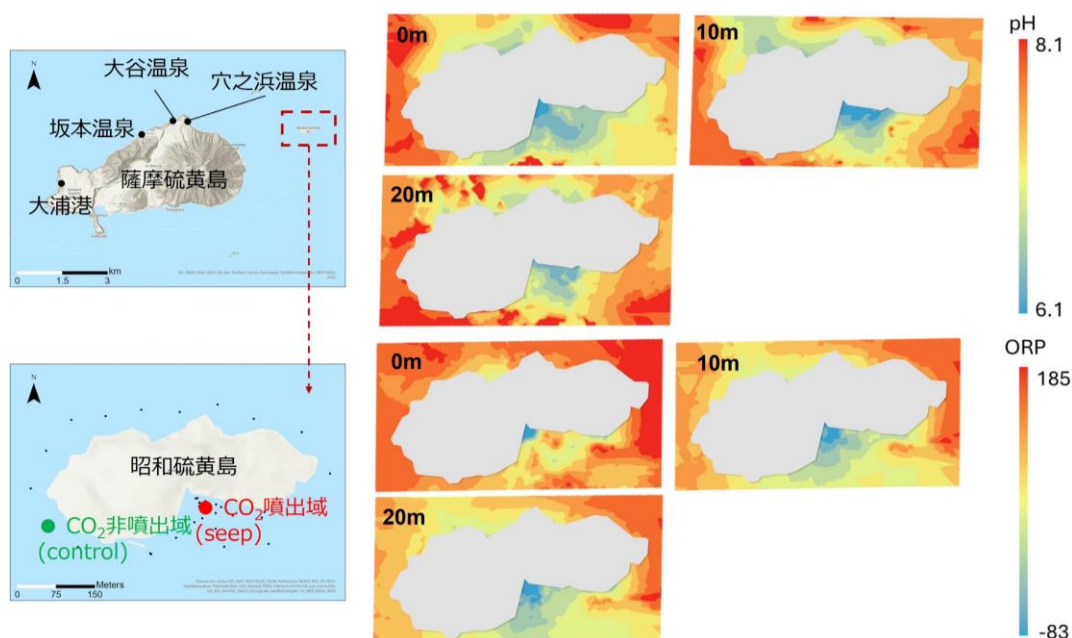 N
大谷温泉
穴之浜温泉
坂本温泉
薩摩硫黄島
大浦港
km
0 1.5 3
N
昭和硫黄島
CO₂噴出域
(seep)
CO₂非噴出域
(control)
Meters
0 75 150
0m
10m
20m
pH
8.1
6.1
0m
10m
20m
ORP
185
-83